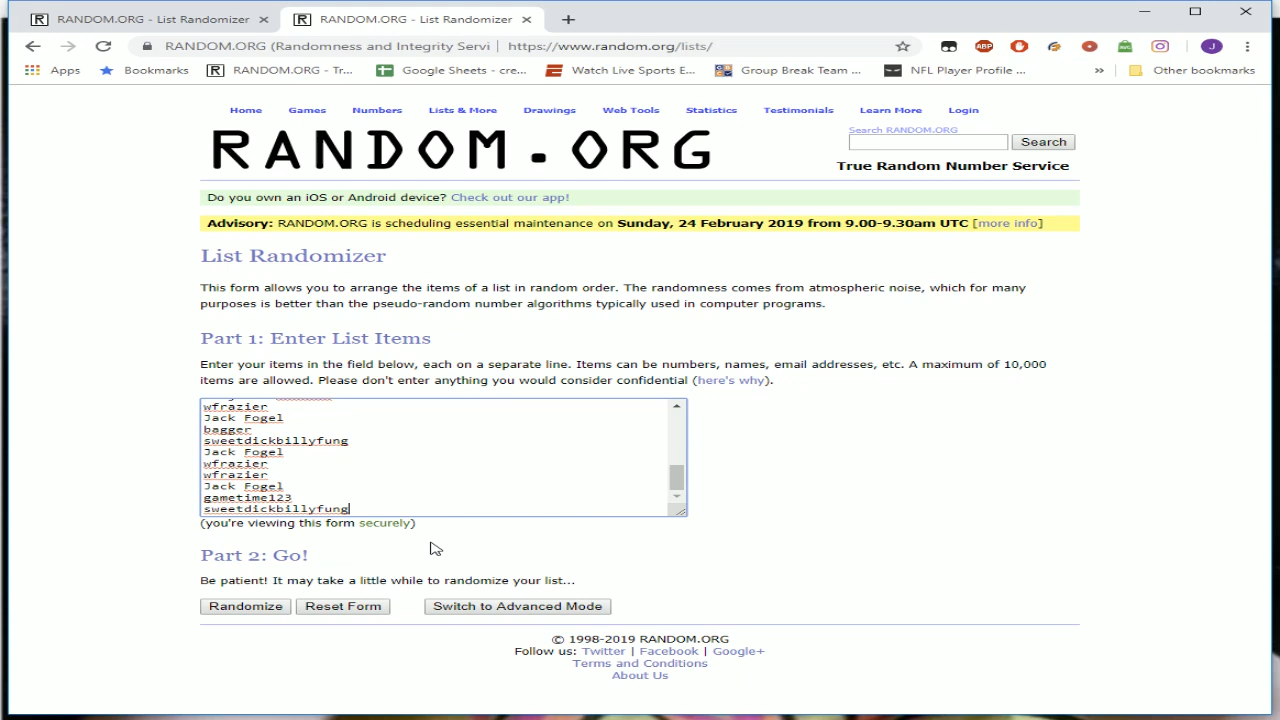 RANDOM.ORG - List Randomizer
RANDOM.ORG - List Randomizer
RANDOM.ORG (Randomness and Integrity Servi | https://www.random.org/lists/
Apps Bookmarks RANDOM.ORG - Tr... Google Sheets - cre... Watch Live Sports E... Group Break Team ... NFL Player Profile ... » Other bookmarks
Home Games Numbers Lists & More Drawings Web Tools Statistics Testimonials Learn More Login
RANDOM.ORG
Search RANDOM.ORG
Search
True Random Number Service
Do you own an iOS or Android device? Check out our app!
Advisory: RANDOM.ORG is scheduling essential maintenance on Sunday, 24 February 2019 from 9.00-9.30am UTC [more info]
List Randomizer
This form allows you to arrange the items of a list in random order. The randomness comes from atmospheric noise, which for many
purposes is better than the pseudo-random number algorithms typically used in computer programs.
Part 1: Enter List Items
Enter your items in the field below, each on a separate line. Items can be numbers, names, email addresses, etc. A maximum of 10,000
items are allowed. Please don't enter anything you would consider confidential (here's why).
wfrazier
Jack Fogel
bagger
sweetdickbillyfung
Jack Fogel
wfrazier
wfrazier
Jack Fogel
gametime123
sweetdickbillyfung
(you're viewing this form securely)
Part 2: Go!
Be patient! It may take a little while to randomize your list...
Randomize Reset Form Switch to Advanced Mode
© 1998-2019 RANDOM.ORG
Follow us: Twitter | Facebook | Google+
Terms and Conditions
About Us